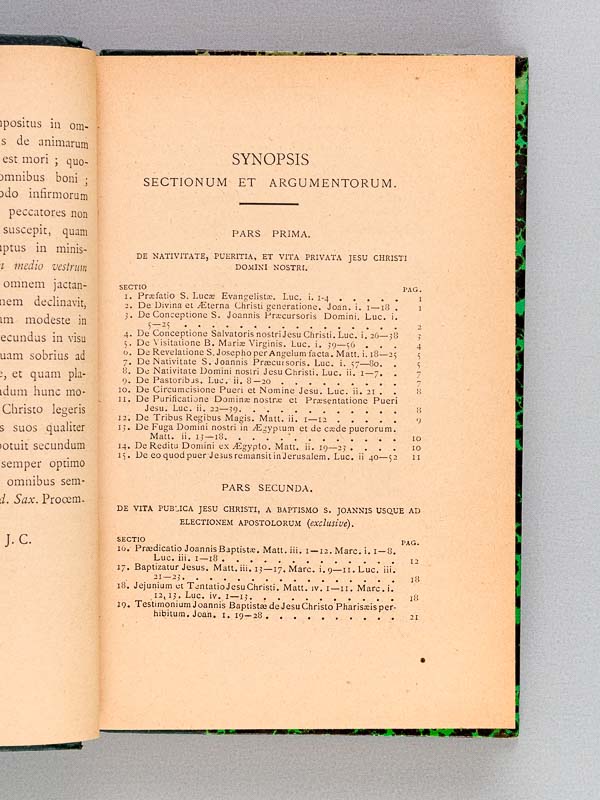 mpositus in om-
s de animarum
est mori ; quo-
omnibus boni ;
odo infirmorum
peccatores non
suscepit, quam
uptus in minis-
n medio vestrum
omnem jactan-
nem declinavit,
am modeste in
secundus in visu
uam sobrius ad
e, et quam pla-
ndum hunc mo-
Christo legeris
s suos qualiter
potuit secundum
semper optimo
omnibus sem-
d. Sax. Proœm.
J. C.
SYNOPSIS
SECTIONUM ET ARGUMENTORUM.
PARS PRIMA.
DE NATIVITATE, PUERITIA, ET VITA PRIVATA JESU CHRISTI
DOMINI NOSTRI.
SECTIO PAG.
1. Præfatio S. Lucæ Evangelistæ. Luc. i. 1-4 . . . . . 1
2. De Divina et Æterna Christi generatione. Joan. i. 1—18 . 1
3. De Conceptione S. Joannis Præcursoris Domini. Luc. i.
5—25 . . . . . . . . . . . . 2
4. De Conceptione Salvatoris nostri Jesu Christi. Luc. i. 26—38 3
5. De Visitatione B. Mariæ Virginis. Luc. i. 39—56 . . . 4
6. De Revelatione S. Josepho per Angelum facta. Matt. i. 18—25 5
7. De Nativitate S. Joannis Præcursoris. Luc. i. 57—80. . 5
8. De Nativitate Domini nostri Jesu Christi. Luc. ii. 1—7. . 7
9. De Pastoribus. Luc. ii. 8—20 . . . . . . . . 7
10. De Circumcisione Pueri et Nomine Jesu. Luc. ii. 21 . . 8
11. De Purificatione Dominæ nostræ et Præsentatione Pueri
Jesu. Luc. ii. 22—39. . . . . . . . . . 8
12. De Tribus Regibus Magis. Matt. ii. 1—12 . . . . . 9
13. De Fuga Domini nostri in Ægyptum et de cæde puerorum.
Matt. ii. 13—18. . . . . . . . . . 10
14. De Reditu Domini ex Ægypto. Matt. ii. 19—23 . . . . 10
15. De eo quod puer Jesus remansit in Jerusalem. Luc. ii 40—52 11
PARS SECUNDA.
DE VITA PUBLICA JESU CHRISTI, A BAPTISMO S. JOANNIS USQUE AD
ELECTIONEM APOSTOLORUM (exclusive).
SECTIO PAG.
16. Prædicatio Joannis Baptistæ. Matt. iii. 1—12. Marc. i. 1—8.
Luc. iii. 1—18 . . . . . . . . . . 12
17. Baptizatur Jesus. Matt. iii. 13—17. Marc. i. 9—11. Luc. iii.
21—23. . . . . . . . . . . . 18
18. Jejunium et Tentatio Jesu Christi. Matt. iv. 1—11. Marc. i.
12, 13. Luc. iv. 1—13. . . . . . . . . 18
19. Testimonium Joannis Baptistæ de Jesu Christo Pharisæis per-
hibitum. Joan. 1. 19—28 . . . . . . . . . 21